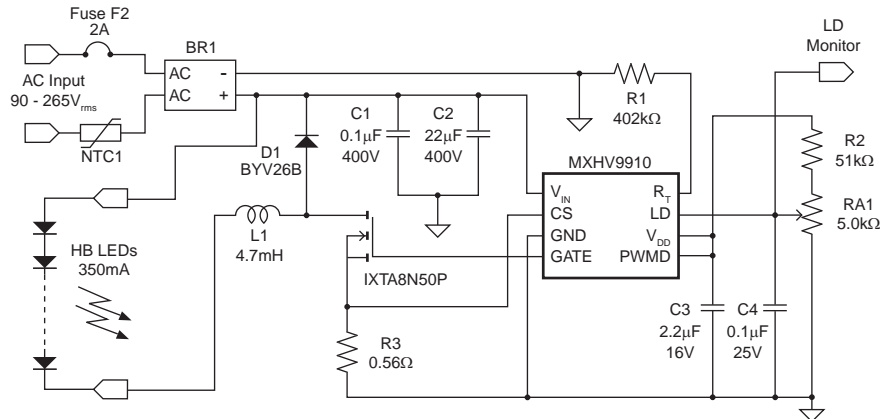 Fuse F2
2A
AC Input
90 - 265Vrms
NTC1
BR1
AC -
AC +
D1
BYV26B
C1
0.1μF
400V
C2
22μF
400V
R1
402kΩ
LD
Monitor
R2
51kΩ
RA1
5.0kΩ
MXHV9910
VIN
CS
GND
GATE
RT
LD
VDD
PWMD
L1
4.7mH
IXTA8N50P
HB LEDs
350mA
R3
0.56Ω
C3
2.2μF
16V
C4
0.1μF
25V